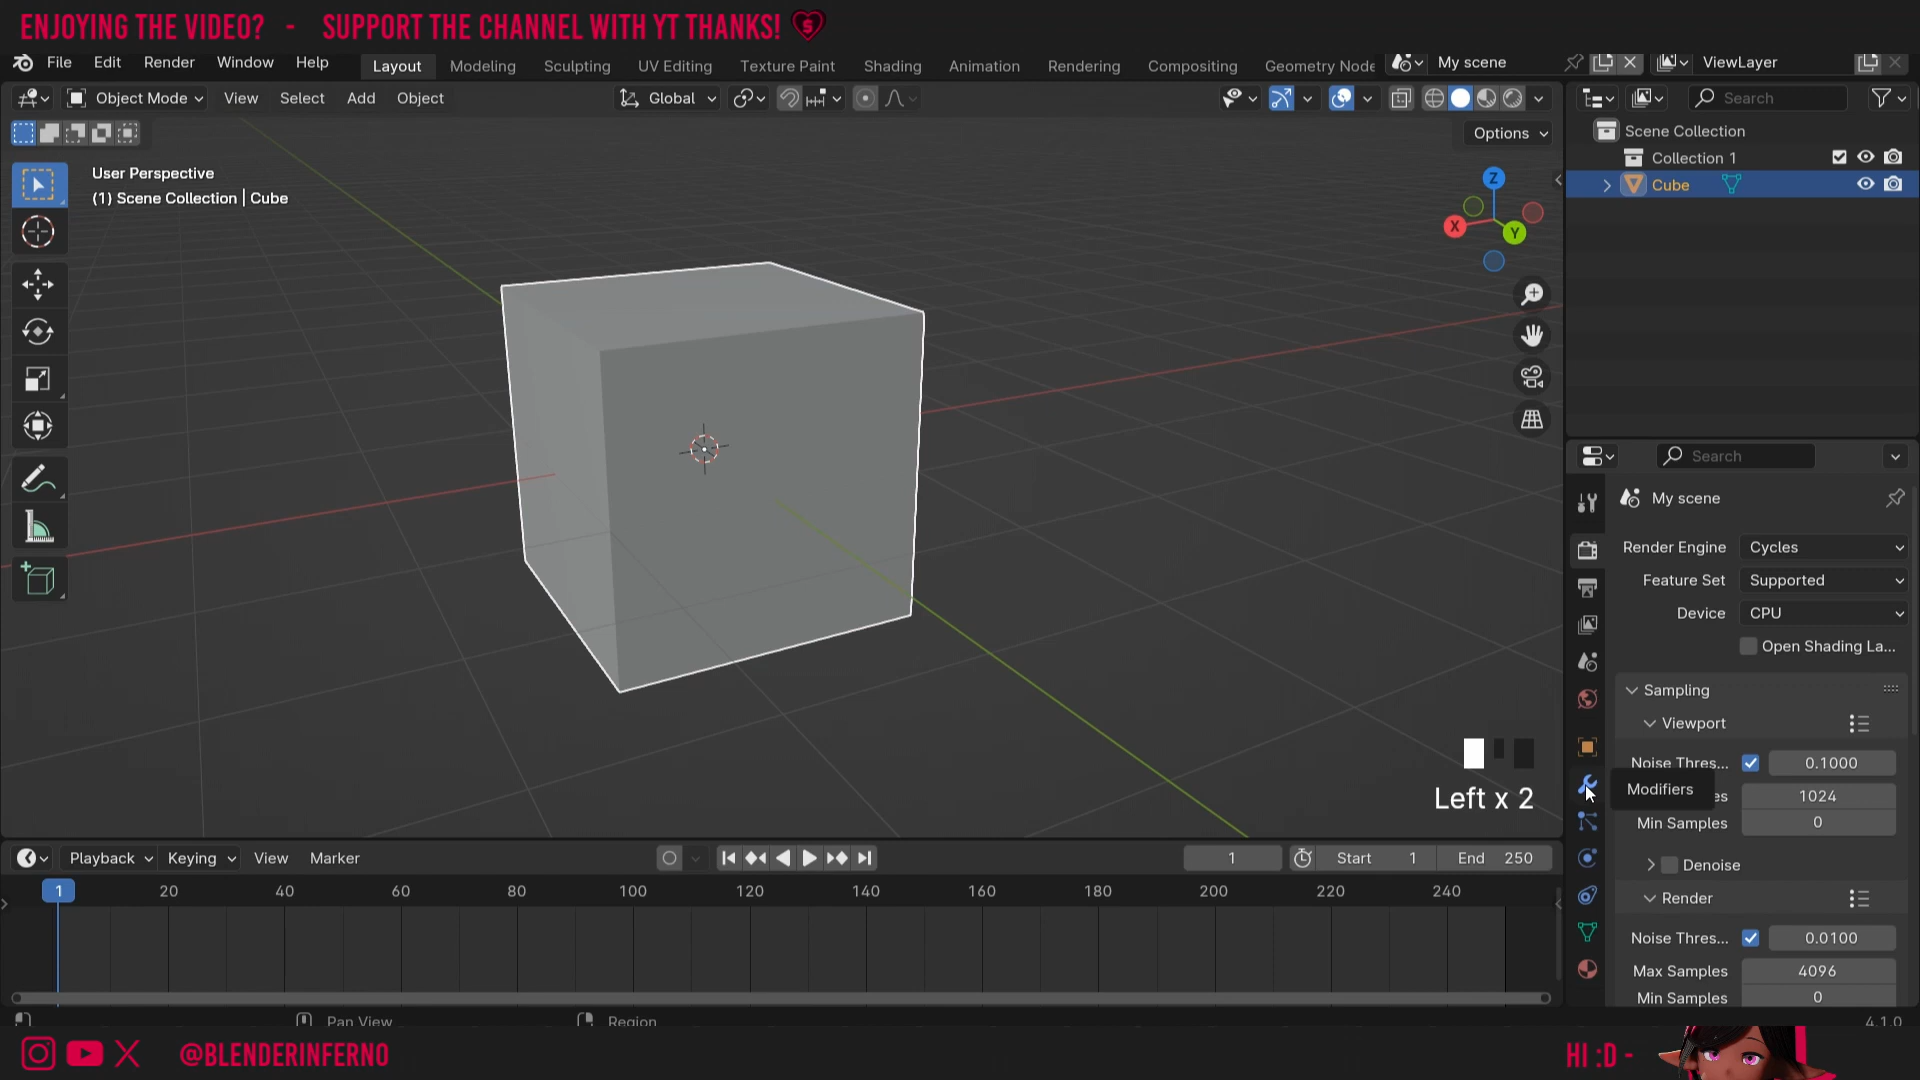 ENJOYING THE VIDEO? - SUPPORT THE CHANNEL WITH YT THANKS!
File Edit Render Window Help Layout Modeling Sculpting UV Editing Texture Paint Shading Animation Rendering Compositing Geometry Node My scene ViewLayer
Object Mode View Select Add Object Global Search
Options
Scene Collection
User Perspective
Collection 1
(1) Scene Collection | Cube
Cube
Z
X
Y
Search
My scene
Render Engine Cycles
Feature Set Supported
Device CPU
Open Shading La...
Sampling
Viewport
Noise Thres... 0.1000
Modifiers
es 1024
Left x 2
Min Samples 0
Playback Keying View Marker 1 Start 1 End 250
Denoise
1 20 40 60 80 100 120 140 160 180 200 220 240
Render
Noise Thres... 0.0100
Max Samples 4096
Min Samples 0
Pan View Region 4.1.0
@BLENDERINFERNO
HI :D -